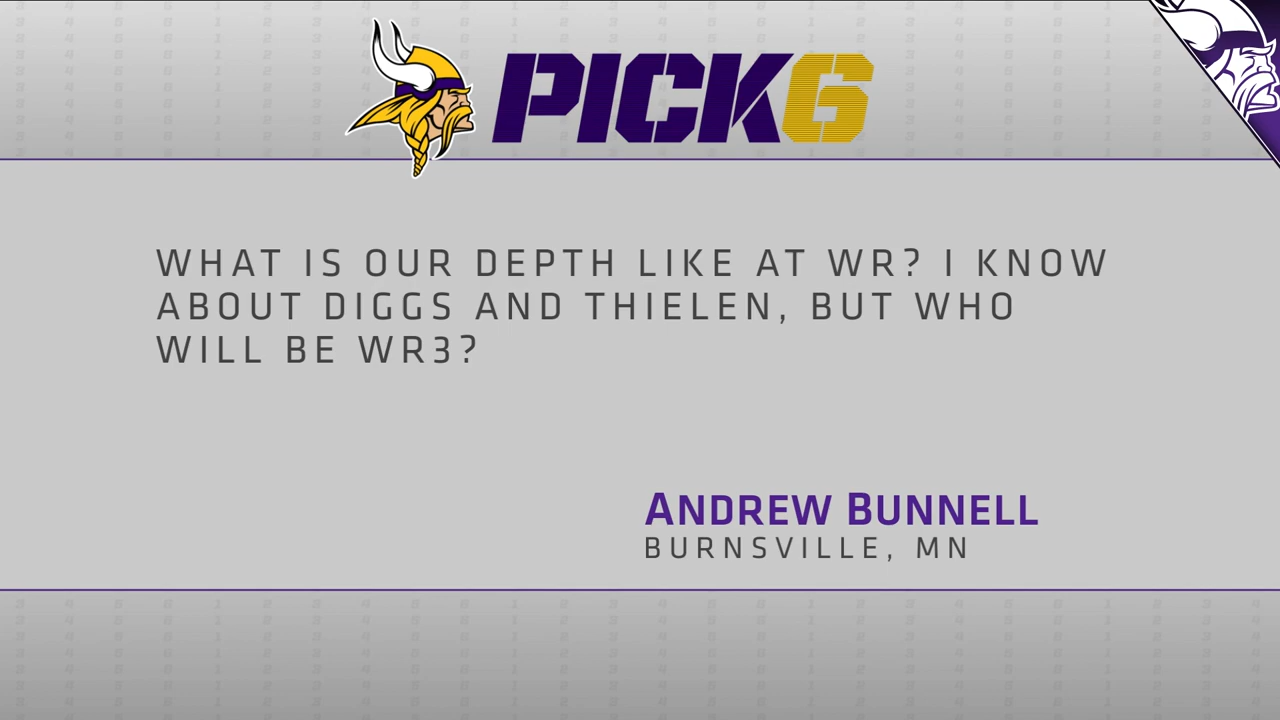 PICK6
WHAT IS OUR DEPTH LIKE AT WR? I KNOW
ABOUT DIGGS AND THIELEN, BUT WHO
WILL BE WR3?
ANDREW BUNNELL
BURNSVILLE, MN